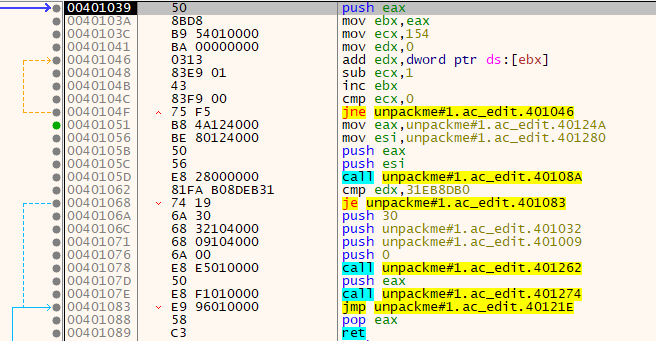 00401039 50 push eax
0040103A 8BD8 mov ebx,eax
0040103C B9 54010000 mov ecx,154
00401041 BA 00000000 mov edx,0
00401046 0313 add edx,dword ptr ds:[ebx]
00401048 83E9 01 sub ecx,1
0040104B 43 inc ebx
0040104C 83F9 00 cmp ecx,0
0040104F 75 F5 jne unpackme#1.ac_edit.401046
00401051 B8 4A124000 mov eax,unpackme#1.ac_edit.40124A
00401056 BE 80124000 mov esi,unpackme#1.ac_edit.401280
0040105B 50 push eax
0040105C 56 push esi
0040105D E8 28000000 call unpackme#1.ac_edit.40108A
00401062 81FA B08DEB31 cmp edx,31EB8DB0
00401068 74 19 je unpackme#1.ac_edit.401083
0040106A 6A 30 push 30
0040106C 68 32104000 push unpackme#1.ac_edit.401032
00401071 68 09104000 push unpackme#1.ac_edit.401009
00401076 6A 00 push 0
00401078 E8 E5010000 call unpackme#1.ac_edit.401262
0040107D 50 push eax
0040107E E8 F1010000 call unpackme#1.ac_edit.401274
00401083 E9 96010000 jmp unpackme#1.ac_edit.40121E
00401088 58 pop eax
00401089 C3 ret